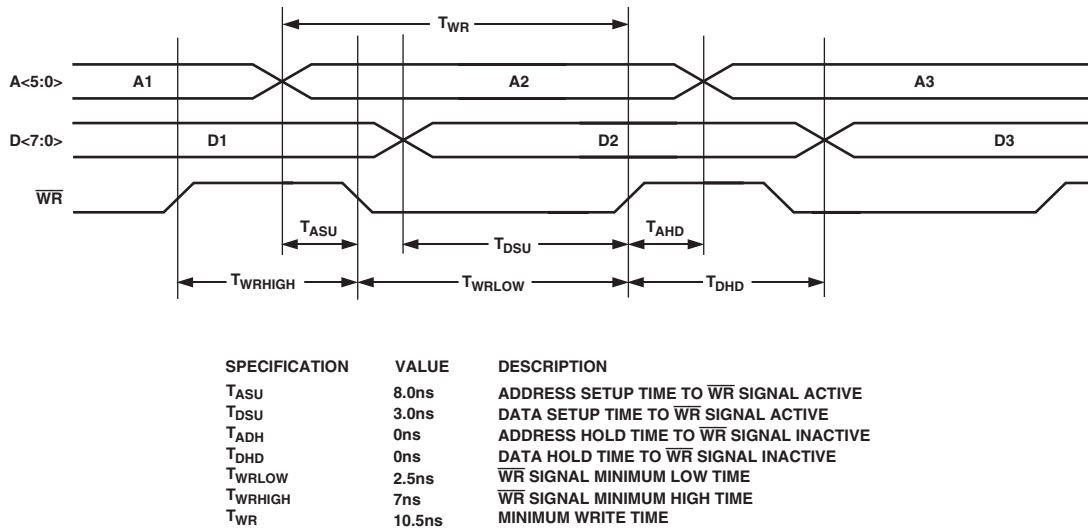 TWR
A<5:0> A1 A2 A3
D<7:0> D1 D2 D3
WR
TASU TDSU TAHD
TWRHIGH TWRLOW TDHD
SPECIFICATION VALUE DESCRIPTION
TASU 8.0ns ADDRESS SETUP TIME TO WR SIGNAL ACTIVE
TDSU 3.0ns DATA SETUP TIME TO WR SIGNAL ACTIVE
TADH 0ns ADDRESS HOLD TIME TO WR SIGNAL INACTIVE
TDHD 0ns DATA HOLD TIME TO WR SIGNAL INACTIVE
TWRLOW 2.5ns WR SIGNAL MINIMUM LOW TIME
TWRHIGH 7ns WR SIGNAL MINIMUM HIGH TIME
TWR 10.5ns MINIMUM WRITE TIME